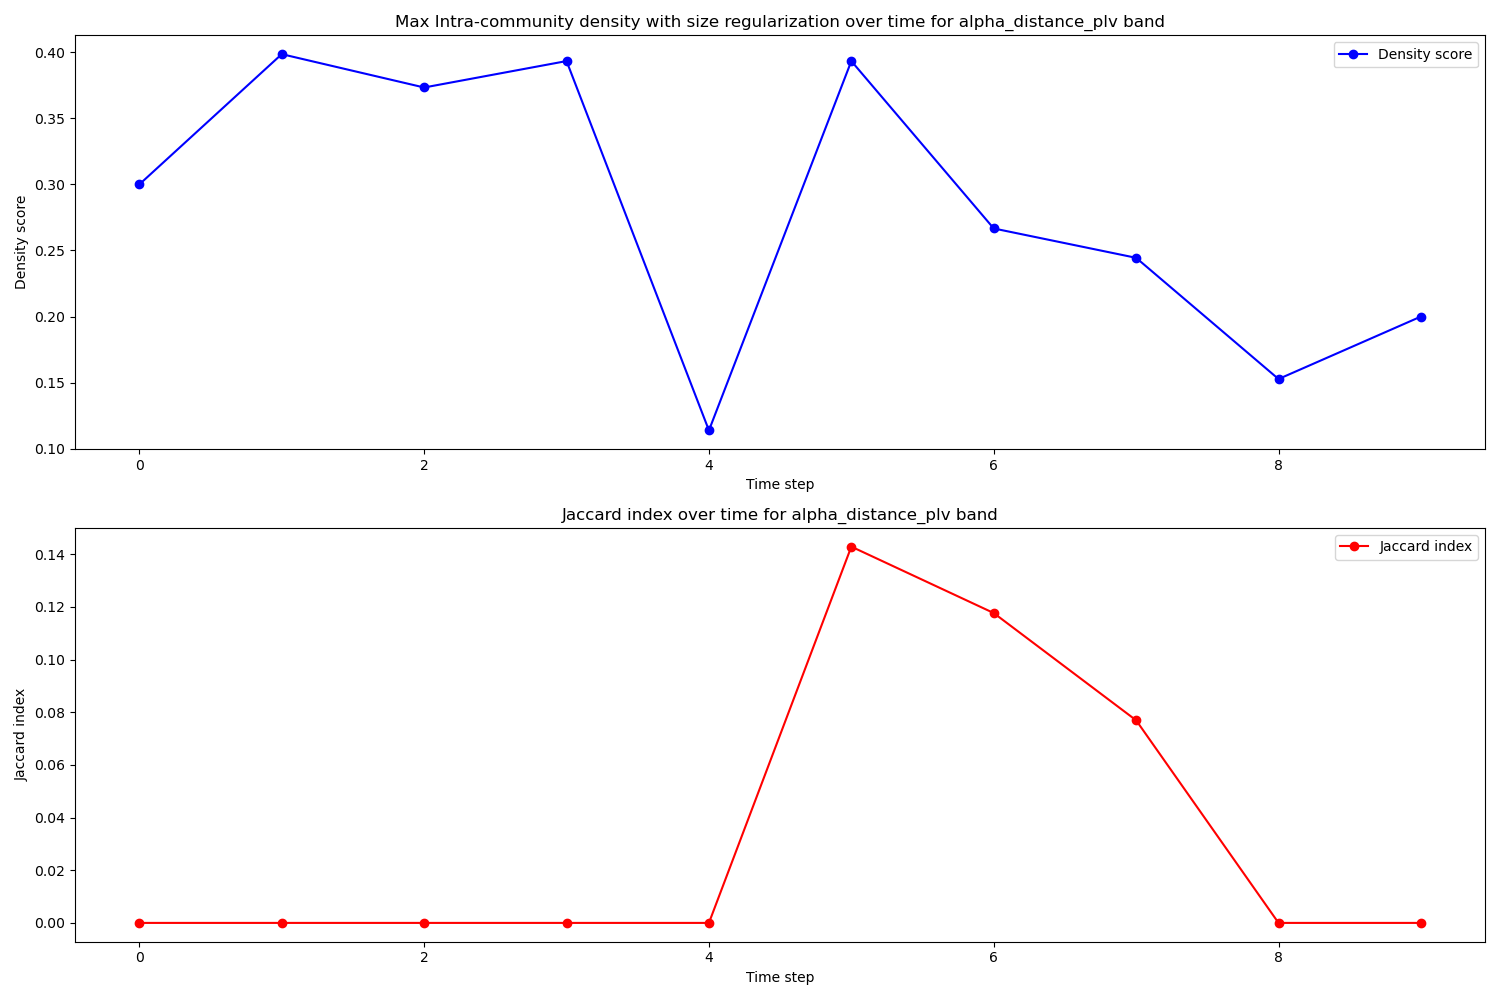 Max Intra-community density with size regularization over time for alpha_distance_plv band
Density score
0.40
0.35
0.30
0.25
0.20
0.15
0.10
Density score
0 2 4 6 8
Time step
Jaccard index over time for alpha_distance_plv band
Jaccard index
0.14
0.12
0.10
0.08
0.06
0.04
0.02
0.00
Jaccard index
0 2 4 6 8
Time step